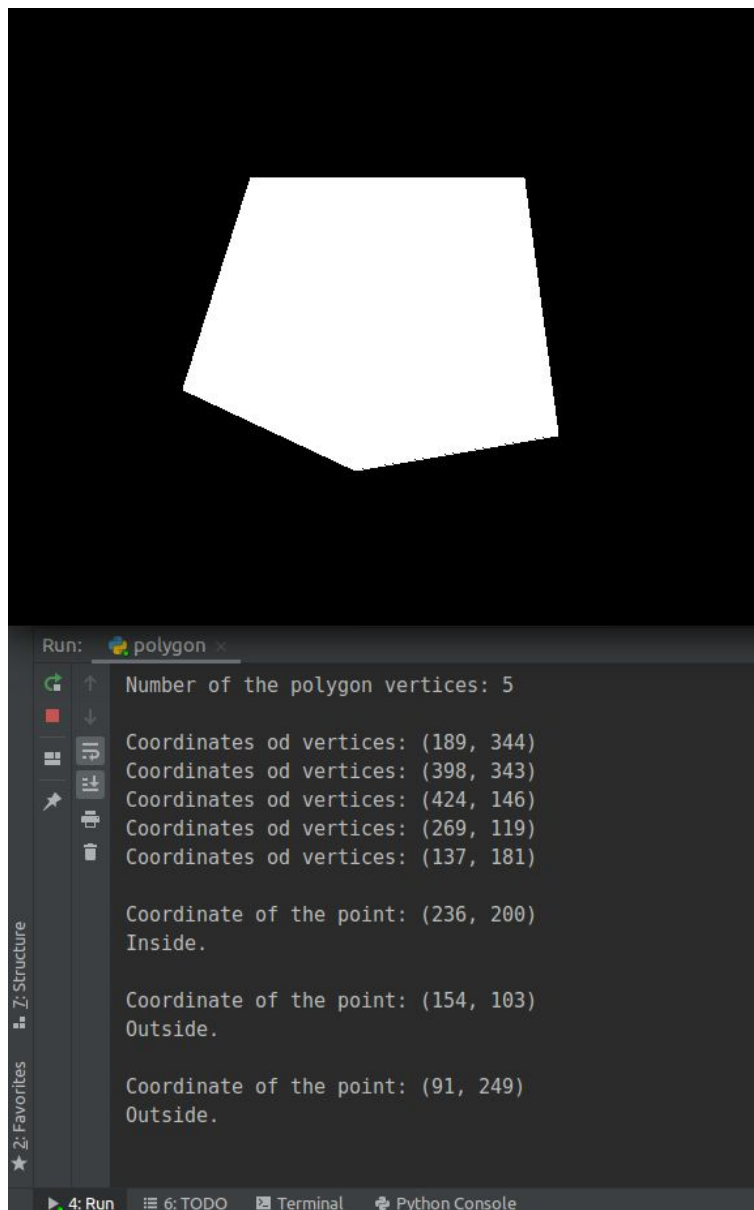 Run: polygon
Number of the polygon vertices: 5
Coordinates od vertices: (189, 344)
Coordinates od vertices: (398, 343)
Coordinates od vertices: (424, 146)
Coordinates od vertices: (269, 119)
Coordinates od vertices: (137, 181)
Coordinate of the point: (236, 200)
Inside.
Coordinate of the point: (154, 103)
Outside.
Coordinate of the point: (91, 249)
Outside.
7: Structure
2: Favorites
4: Run 6: TODO Terminal Python Console